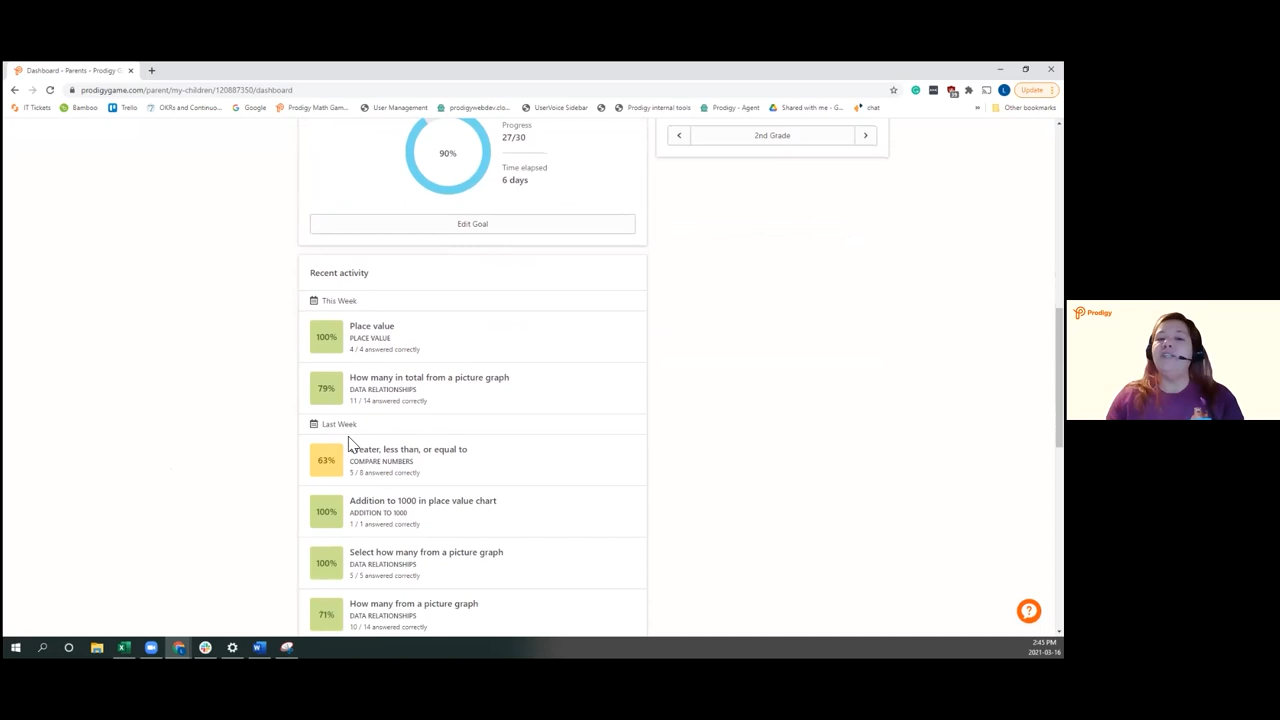 Dashboard - Parents - Prodigy
prodigygame.com/parent/my-children/120887350/dashboard
Update
IT Tickets
Bamboo
Trello
OKRs and Continuo...
Google
Prodigy Math Gam...
User Management
prodigywebdev.clo...
UserVoice Sidebar
Prodigy internal tools
Prodigy - Agent
Shared with me - G...
chat
»
Other bookmarks
90%
Progress
27/30
Time elapsed
6 days
2nd Grade
Edit Goal
Recent activity
This Week
100%
Place value
PLACE VALUE
4 / 4 answered correctly
79%
How many in total from a picture graph
DATA RELATIONSHIPS
11 / 14 answered correctly
Last Week
63%
less than, or equal to
COMPARE NUMBERS
5 / 8 answered correctly
100%
Addition to 1000 in place value chart
ADDITION TO 1000
1 / 1 answered correctly
100%
Select how many from a picture graph
DATA RELATIONSHIPS
5 / 5 answered correctly
71%
How many from a picture graph
DATA RELATIONSHIPS
10 / 14 answered correctly
2:45 PM
2021-03-16
Prodigy